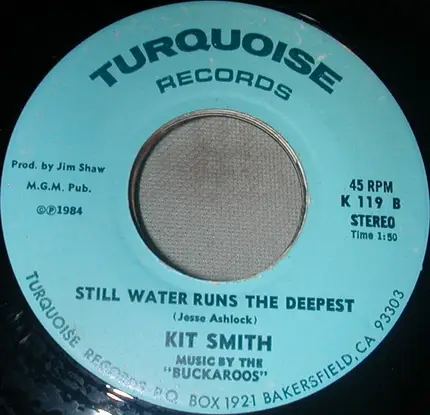 TURQUOISE
RECORDS
Prod. by Jim Shaw
M.G.M. Pub.
©℗1984
45 RPM
K 119 B
STEREO
Time 1:50
STILL WATER RUNS THE DEEPEST
(Jesse Ashlock)
KIT SMITH
MUSIC BY THE
"BUCKAROOS"
TURQUOISE RECORDS P.O. BOX 1921 BAKERSFIELD, CA 93303